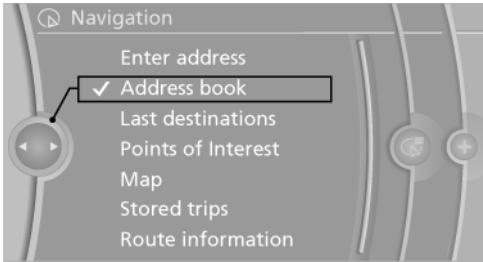 Navigation
Enter address
Address book
Last destinations
Points of Interest
Map
Stored trips
Route information